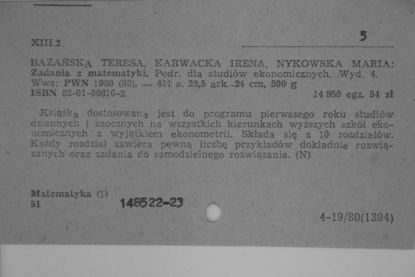 5
XIII.2
BAZAŃSKA TERESA, KARWACKA IRENA, NYKOWSKA MARIA:
Zadania z matematyki. Podr. dla studiów ekonomicznych. Wyd. 4.
Wwa: PWN 1980 (03). — 411 s. 23,5 ark. 24 cm, 590 g
ISBN 83-01-00810-2 14 850 egz. 54 zł
Książka dostosowana jest do programu pierwszego roku studiów
dziennych i zaocznych na wszystkich kierunkach wyższych szkół eko-
nomicznych z wyjątkiem ekonometrii. Składa się z 10 rozdziałów.
Każdy rozdział zawiera pewną liczbę przykładów dokładnie rozwią-
zanych oraz zadania do samodzielnego rozwiązania. (N)
Matematyka (1)
51 148522-23
4-19/80(1394)